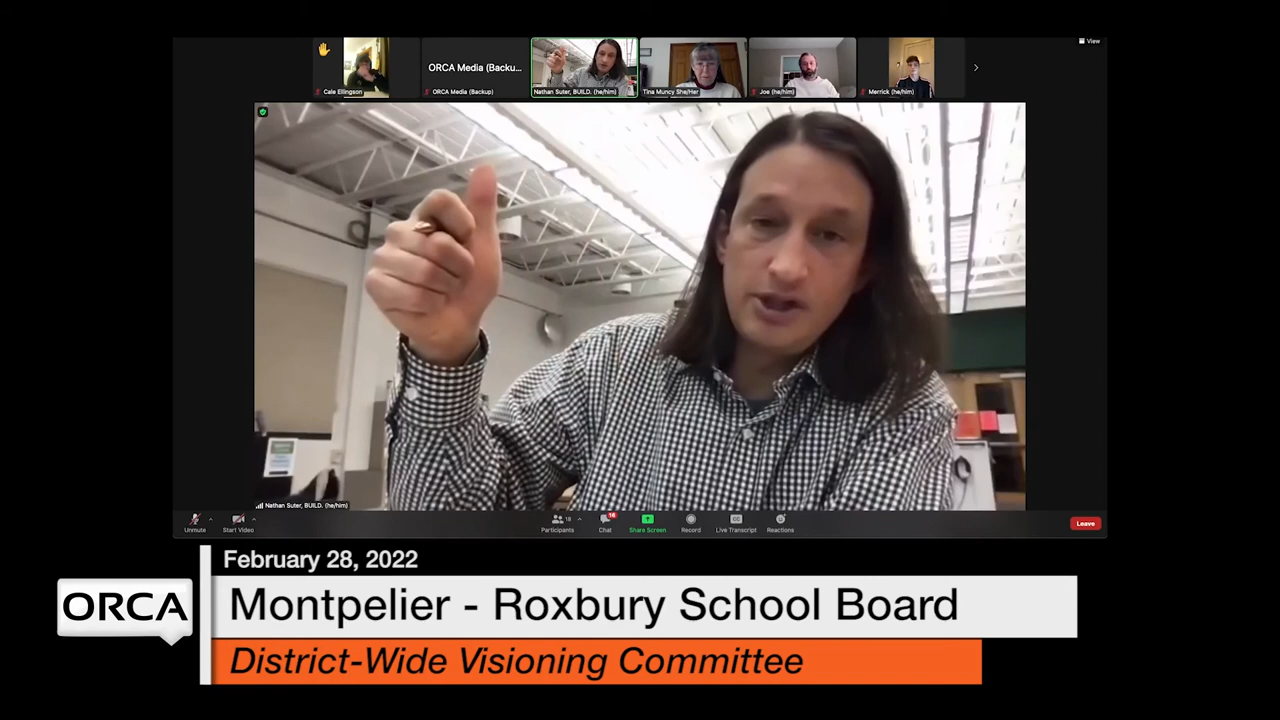 View
ORCA Media (Backu...
Cale Ellingson
ORCA Media (Backup)
Nathan Suter, BUILD. (he/him)
Tina Muncy She/Her
Joe (he/him)
Merrick (he/him)
Nathan Suter, BUILD. (he/him)
Unmute
Start Video
Participants
18
Chat
Share Screen
Record
CC
Live Transcript
Reactions
Leave
February 28, 2022
ORCA
Montpelier - Roxbury School Board
District-Wide Visioning Committee